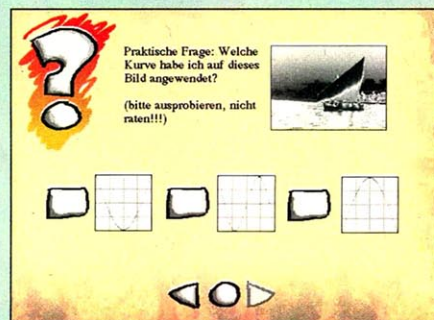 Praktische Frage: Welche
Kurve habe ich auf dieses
Bild angewendet?
(bitte ausprobieren, nicht
raten!!!)